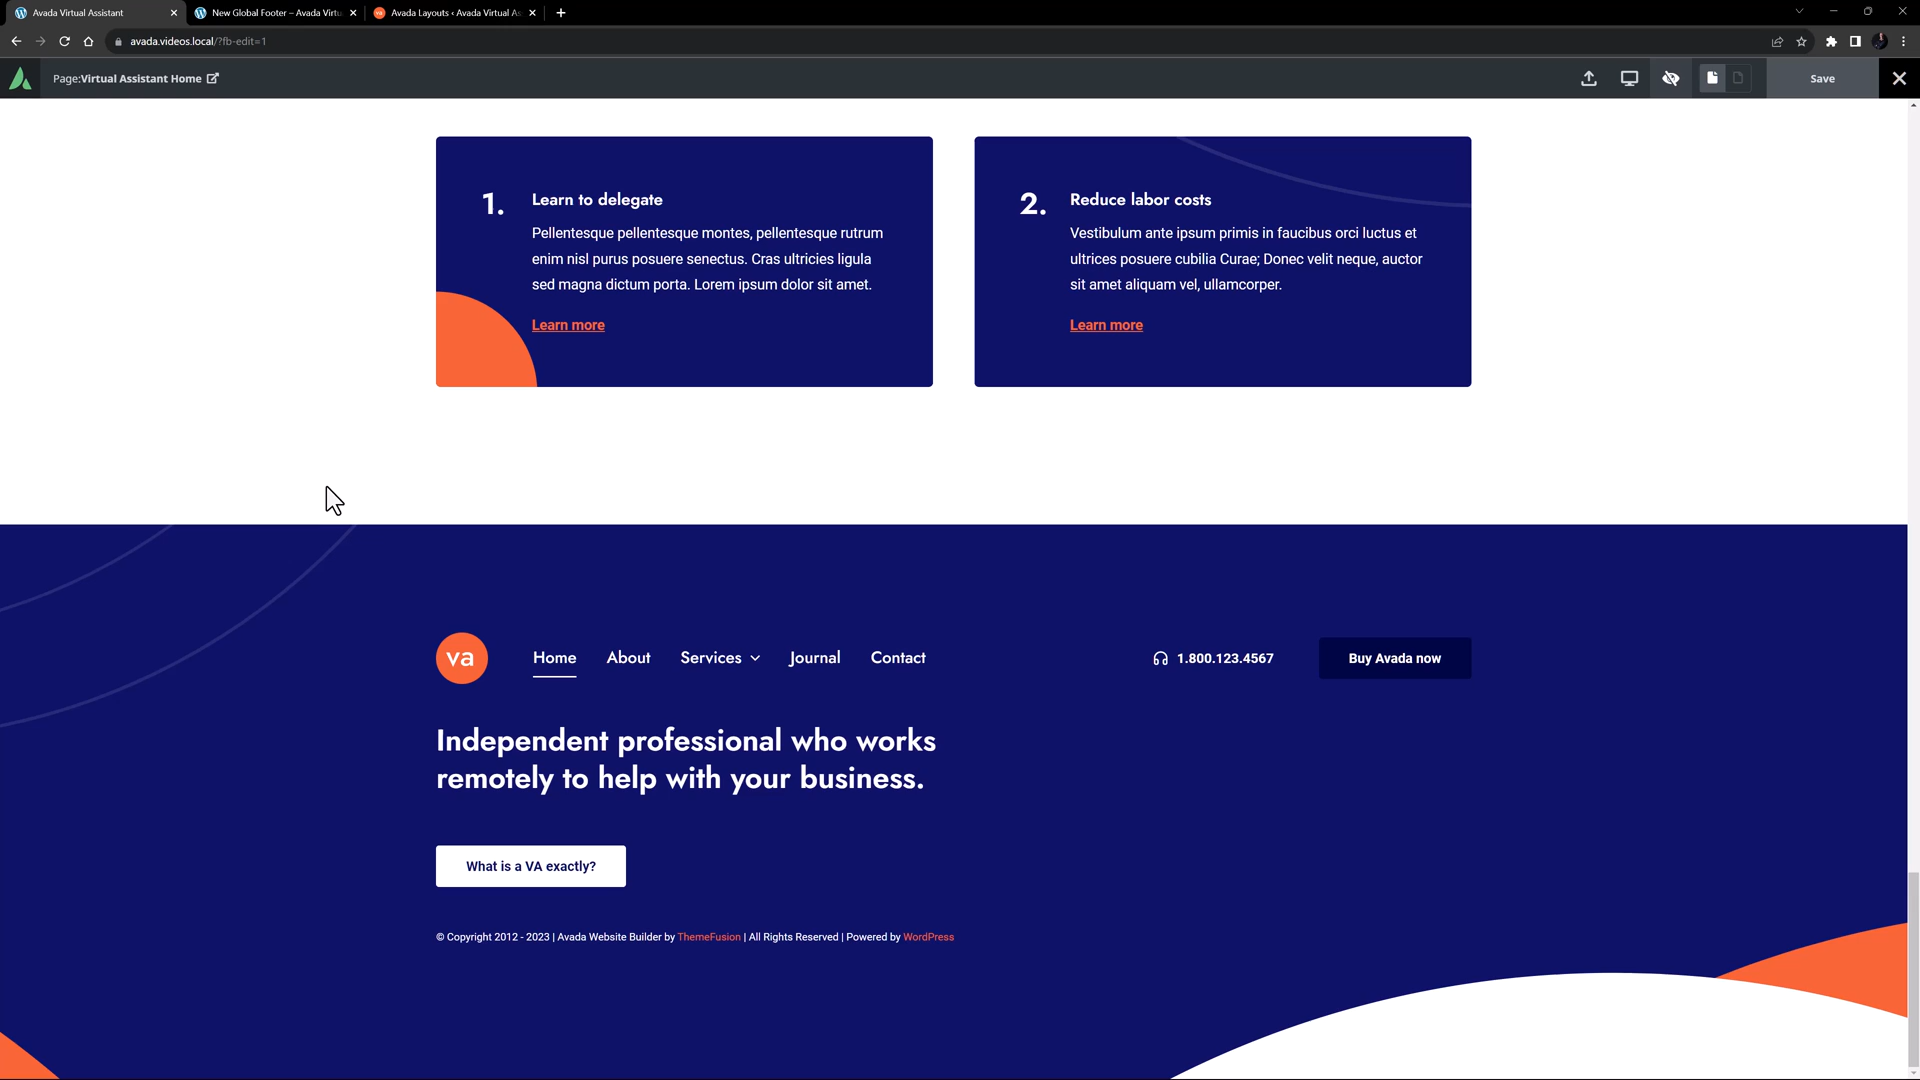 Avada Virtual Assistant
New Global Footer – Avada Virtu
Avada Layouts ‹ Avada Virtual As
avada.videos.local/?fb-edit=1
Page:Virtual Assistant Home
Save
1.
Learn to delegate
Pellentesque pellentesque montes, pellentesque rutrum
enim nisl purus posuere senectus. Cras ultricies ligula
sed magna dictum porta. Lorem ipsum dolor sit amet.
Learn more
2.
Reduce labor costs
Vestibulum ante ipsum primis in faucibus orci luctus et
ultrices posuere cubilia Curae; Donec velit neque, auctor
sit amet aliquam vel, ullamcorper.
Learn more
va
Home
About
Services
Journal
Contact
1.800.123.4567
Buy Avada now
Independent professional who works
remotely to help with your business.
What is a VA exactly?
© Copyright 2012 - 2023 | Avada Website Builder by ThemeFusion | All Rights Reserved | Powered by WordPress